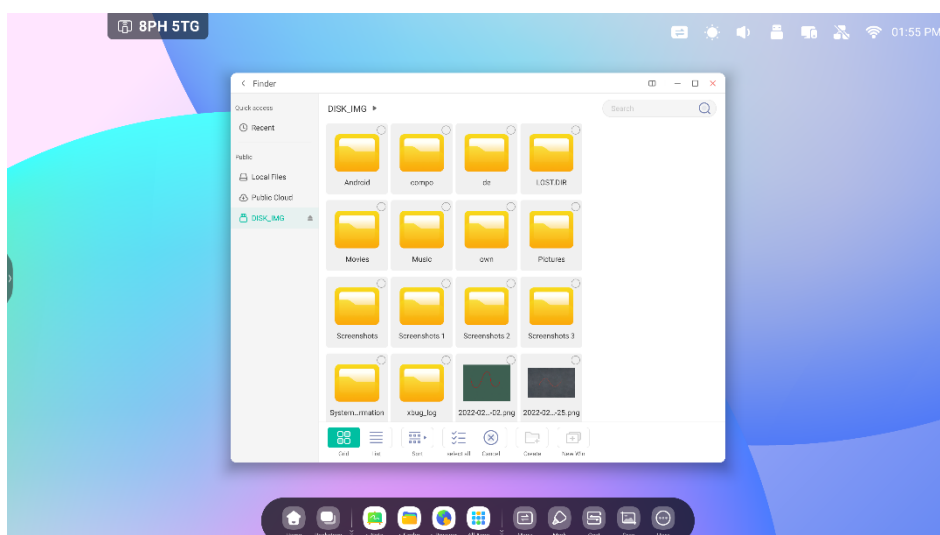 8PH 5TG
01:55 PM
Finder
Quick access
Recent
Public
Local Files
Public Cloud
DISK_IMG
DISK_IMG
Search
Android
compo
de
LOST.DIR
Movies
Music
own
Pictures
Screenshots
Screenshots 1
Screenshots 2
Screenshots 3
System...rmation
xbug_log
2022-02...-02.png
2022-02...-25.png
Grid
List
Sort
select all
Cancel
Create
New Win